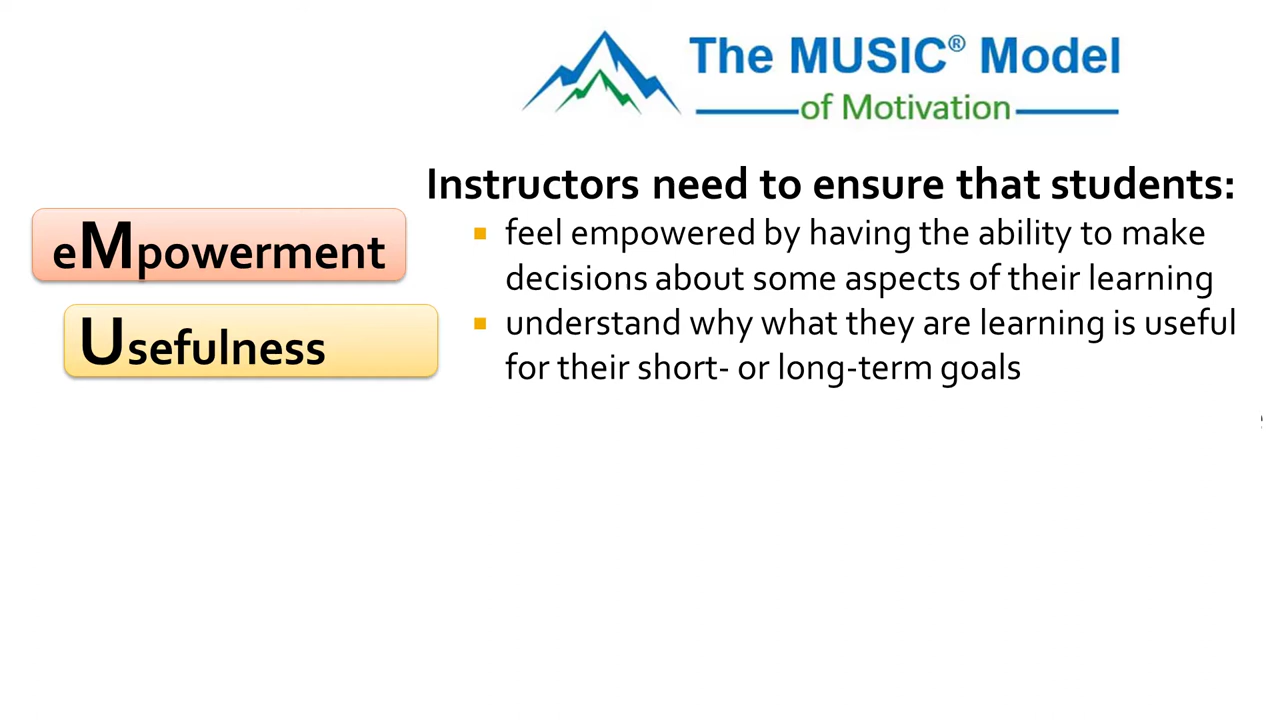 The MUSIC® Model
of Motivation
Instructors need to ensure that students:
eMpowerment
▪ feel empowered by having the ability to make
decisions about some aspects of their learning
Usefulness
▪ understand why what they are learning is useful
for their short- or long-term goals